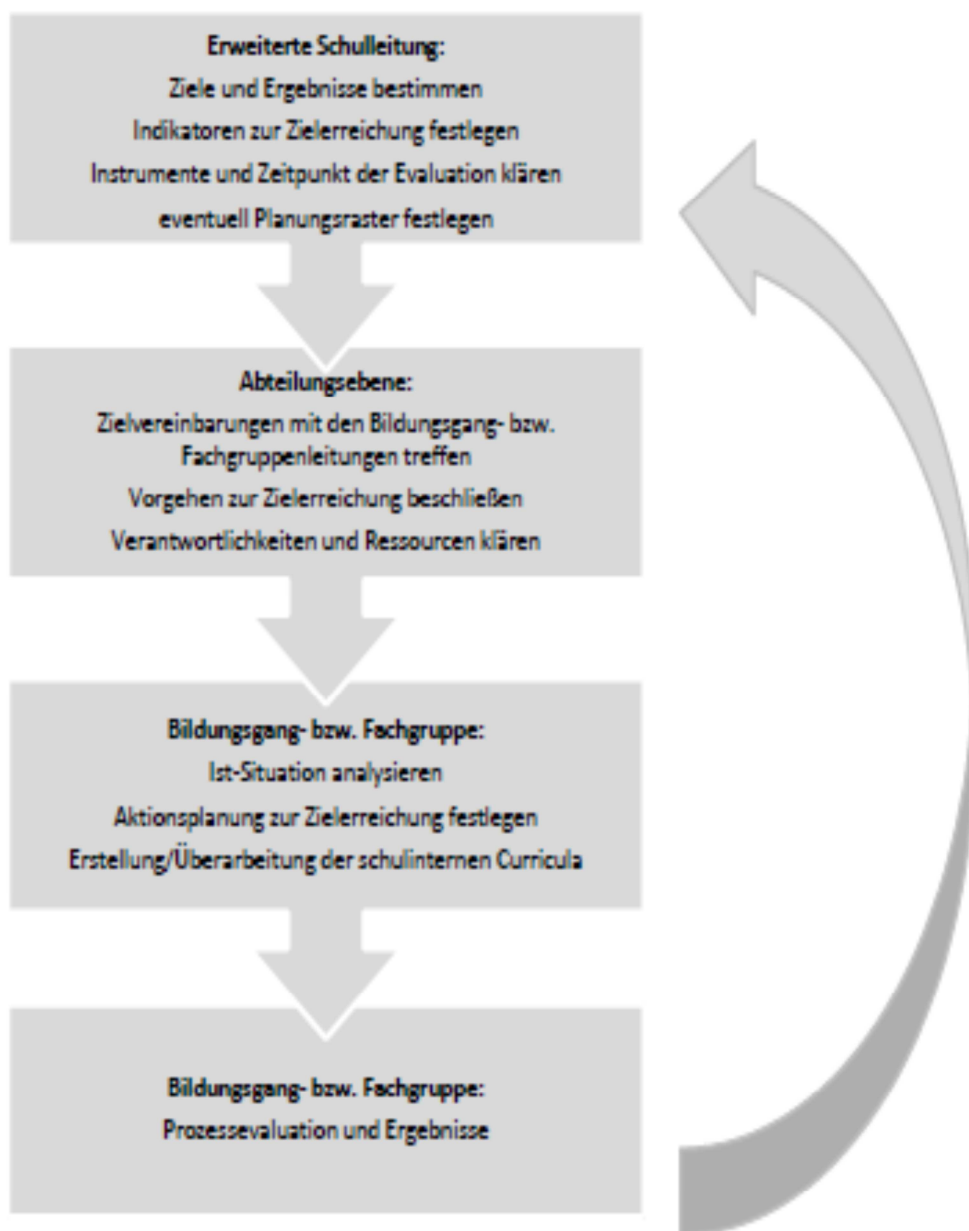 Erweiterte Schulleitung:
Ziele und Ergebnisse bestimmen
Indikatoren zur Zielerreichung festlegen
Instrumente und Zeitpunkt der Evaluation klären
eventuell Planungsraster festlegen
Abteilungsebene:
Zielvereinbarungen mit den Bildungsgang- bzw.
Fachgruppenleitungen treffen
Vorgehen zur Zielerreichung beschließen
Verantwortlichkeiten und Ressourcen klären
Bildungsgang- bzw. Fachgruppe:
Ist-Situation analysieren
Aktionsplanung zur Zielerreichung festlegen
Erstellung/Überarbeitung der schulinternen Curricula
Bildungsgang- bzw. Fachgruppe:
Prozessevaluation und Ergebnisse